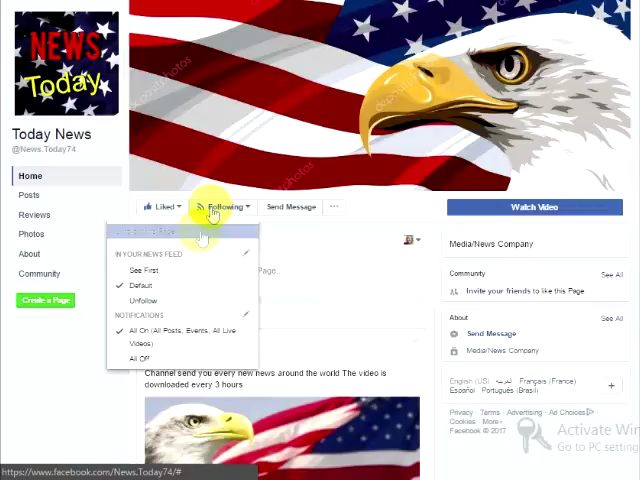 NEWS
Today
depositphotos
depositphotos
Today News
@News.Today74
Home
Posts
Reviews
Photos
About
Community
Create a Page
Liked
Following
Send Message
...
Watch Video
IN YOUR NEWS FEED
See First
Default
Unfollow
NOTIFICATIONS
All On (All Posts, Events, All Live
Videos)
All Off
Page..
Channel send you every new news around the world The video is
downloaded every 3 hours
Media/News Company
Community
See All
Invite your friends to like this Page
About
See All
Send Message
Media/News Company
English (US) · العربية · Français (France) ·
Español · Português (Brasil)
+
Privacy · Terms · Advertising · Ad Choices
Cookies · More
Facebook © 2017
Activate Win
Go to PC setting
https://www.facebook.com/News.Today74/#